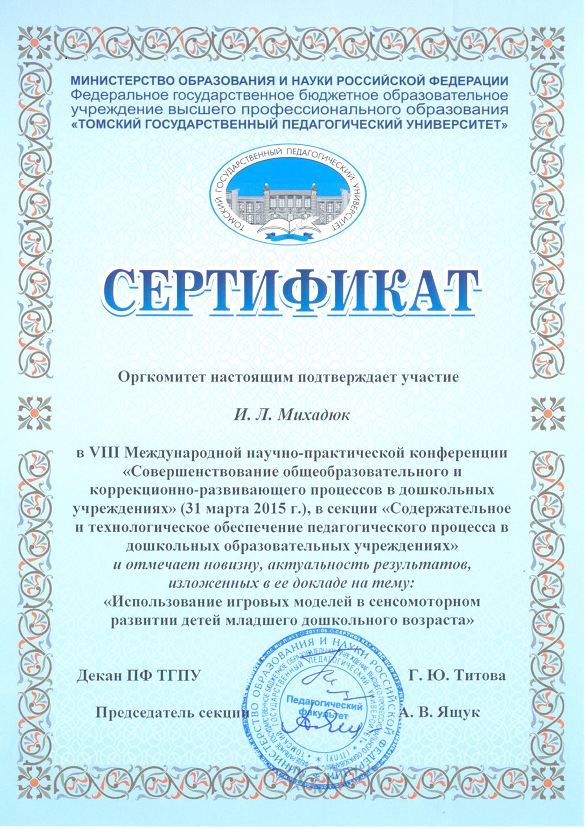 МИНИСТЕРСТВО ОБРАЗОВАНИЯ И НАУКИ РОССИЙСКОЙ ФЕДЕРАЦИИ
Федеральное государственное бюджетное образовательное
учреждение высшего профессионального образования
«ТОМСКИЙ ГОСУДАРСТВЕННЫЙ ПЕДАГОГИЧЕСКИЙ УНИВЕРСИТЕТ»
ТОМСКИЙ ГОСУДАРСТВЕННЫЙ ПЕДАГОГИЧЕСКИЙ УНИВЕРСИТЕТ
СЕРТИФИКАТ
Оргкомитет настоящим подтверждает участие
И. Л. Михадюк
в VIII Международной научно-практической конференции
«Совершенствование общеобразовательного и
коррекционно-развивающего процессов в дошкольных
учреждениях» (31 марта 2015 г.), в секции «Содержательное
и технологическое обеспечение педагогического процесса в
дошкольных образовательных учреждениях»
и отмечает новизну, актуальность результатов,
изложенных в ее докладе на тему:
«Использование игровых моделей в сенсомоторном
развитии детей младшего дошкольного возраста»
Декан ПФ ТГПУ Г. Ю. Титова
Председатель секции А. В. Ящук
Педагогический
факультет